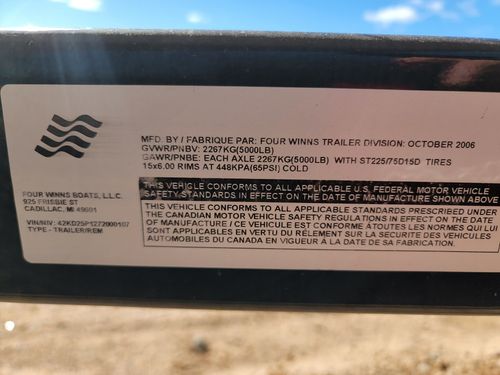 MFD. BY / FABRIQUE PAR: FOUR WINNS TRAILER DIVISION: OCTOBER 2006
GVWR/PNBV: 2267KG(5000LB)
GAWR/PNBE: EACH AXLE 2267KG(5000LB) WITH ST225/75D15D TIRES
15x6.00 RIMS AT 448KPA(65PSI) COLD
THIS VEHICLE CONFORMS TO ALL APPLICABLE U.S. FEDERAL MOTOR VEHICLE
SAFETY STANDARDS IN EFFECT ON THE DATE OF MANUFACTURE SHOWN ABOVE
THIS VEHICLE CONFORMS TO ALL APPLICABLE STANDARDS PRESCRIBED UNDER
THE CANADIAN MOTOR VEHICLE SAFETY REGULATIONS IN EFFECT ON THE DATE
OF MANUFACTURE / CE VEHICULE EST CONFORME ATOUTES LES NORMES QUI LUI
SONT APPLICABLES EN VERTU DU RELEMENT SUR LA SECURITE DES VEHICULES
AUTOMOBILES DU CANADA EN VIGUEUR À LA DATE DE SA FABRICATION.
FOUR WINNS BOATS, L.L.C.
925 FRISBIE ST
CADILLAC, MI 49601
VIN/NIV: 42KD25P1272000107
TYPE - TRAILER/REM